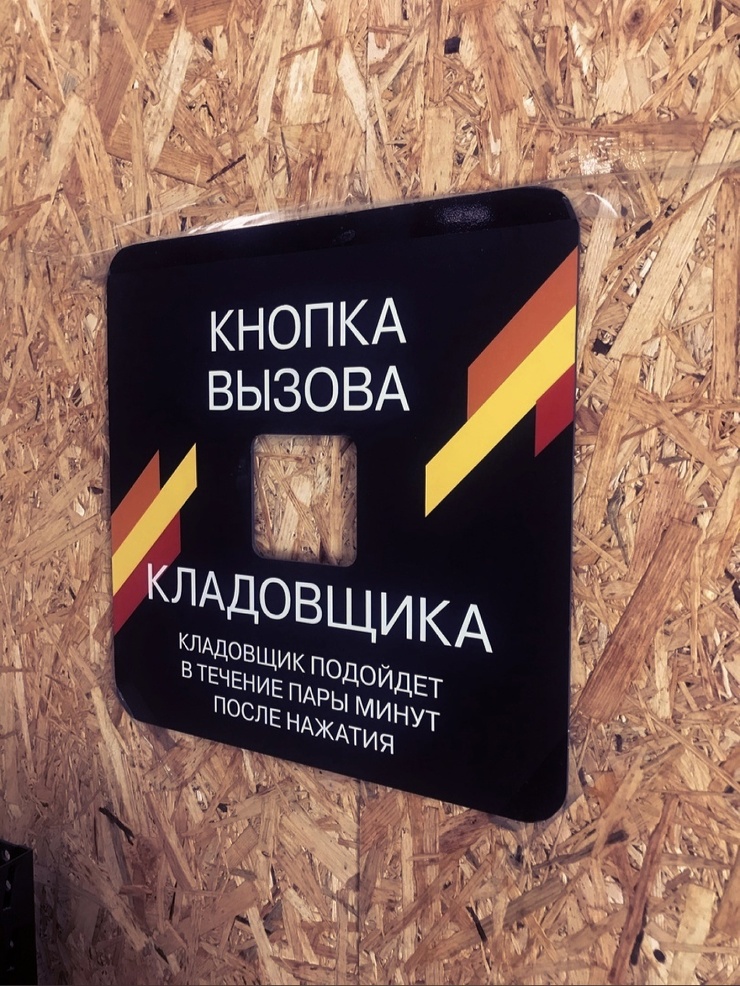 КНОПКА
ВЫЗОВА
КЛАДОВЩИКА
КЛАДОВЩИК ПОДОЙДЕТ
В ТЕЧЕНИЕ ПАРЫ МИНУТ
ПОСЛЕ НАЖАТИЯ